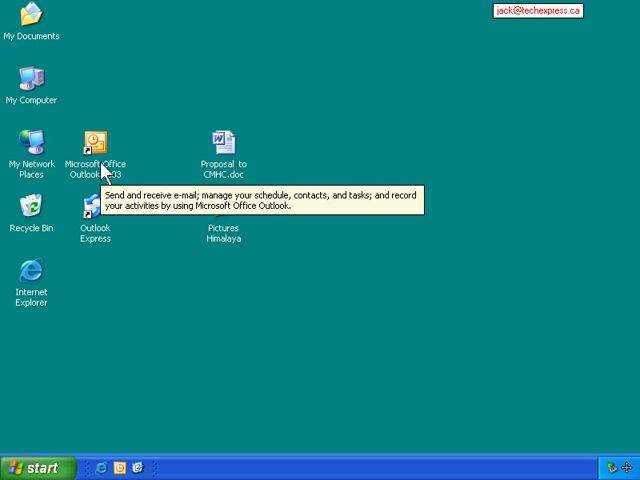 jack@techexpress.ca
My Documents
My Computer
My Network
Places
Microsoft Office
Outlook
03
Proposal to
CMHC.doc
Send and receive e-mail; manage your schedule, contacts, and tasks; and record
your activities by using Microsoft Office Outlook.
Recycle Bin
Outlook
Express
Pictures
Himalaya
Internet
Explorer
start